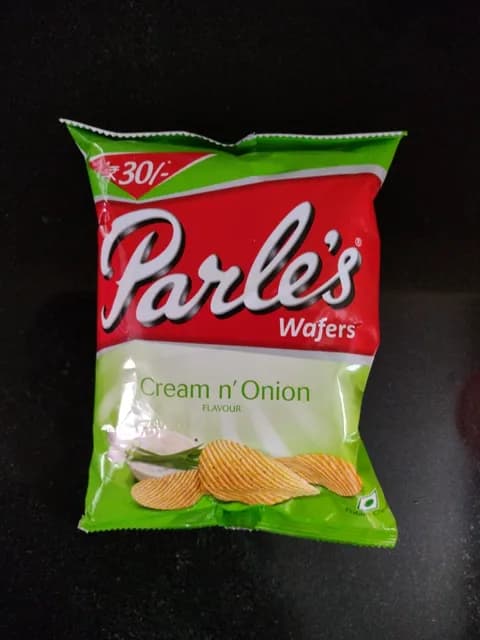 ₹30/-
Parle's®
Wafers
Cream n' Onion
FLAVOUR